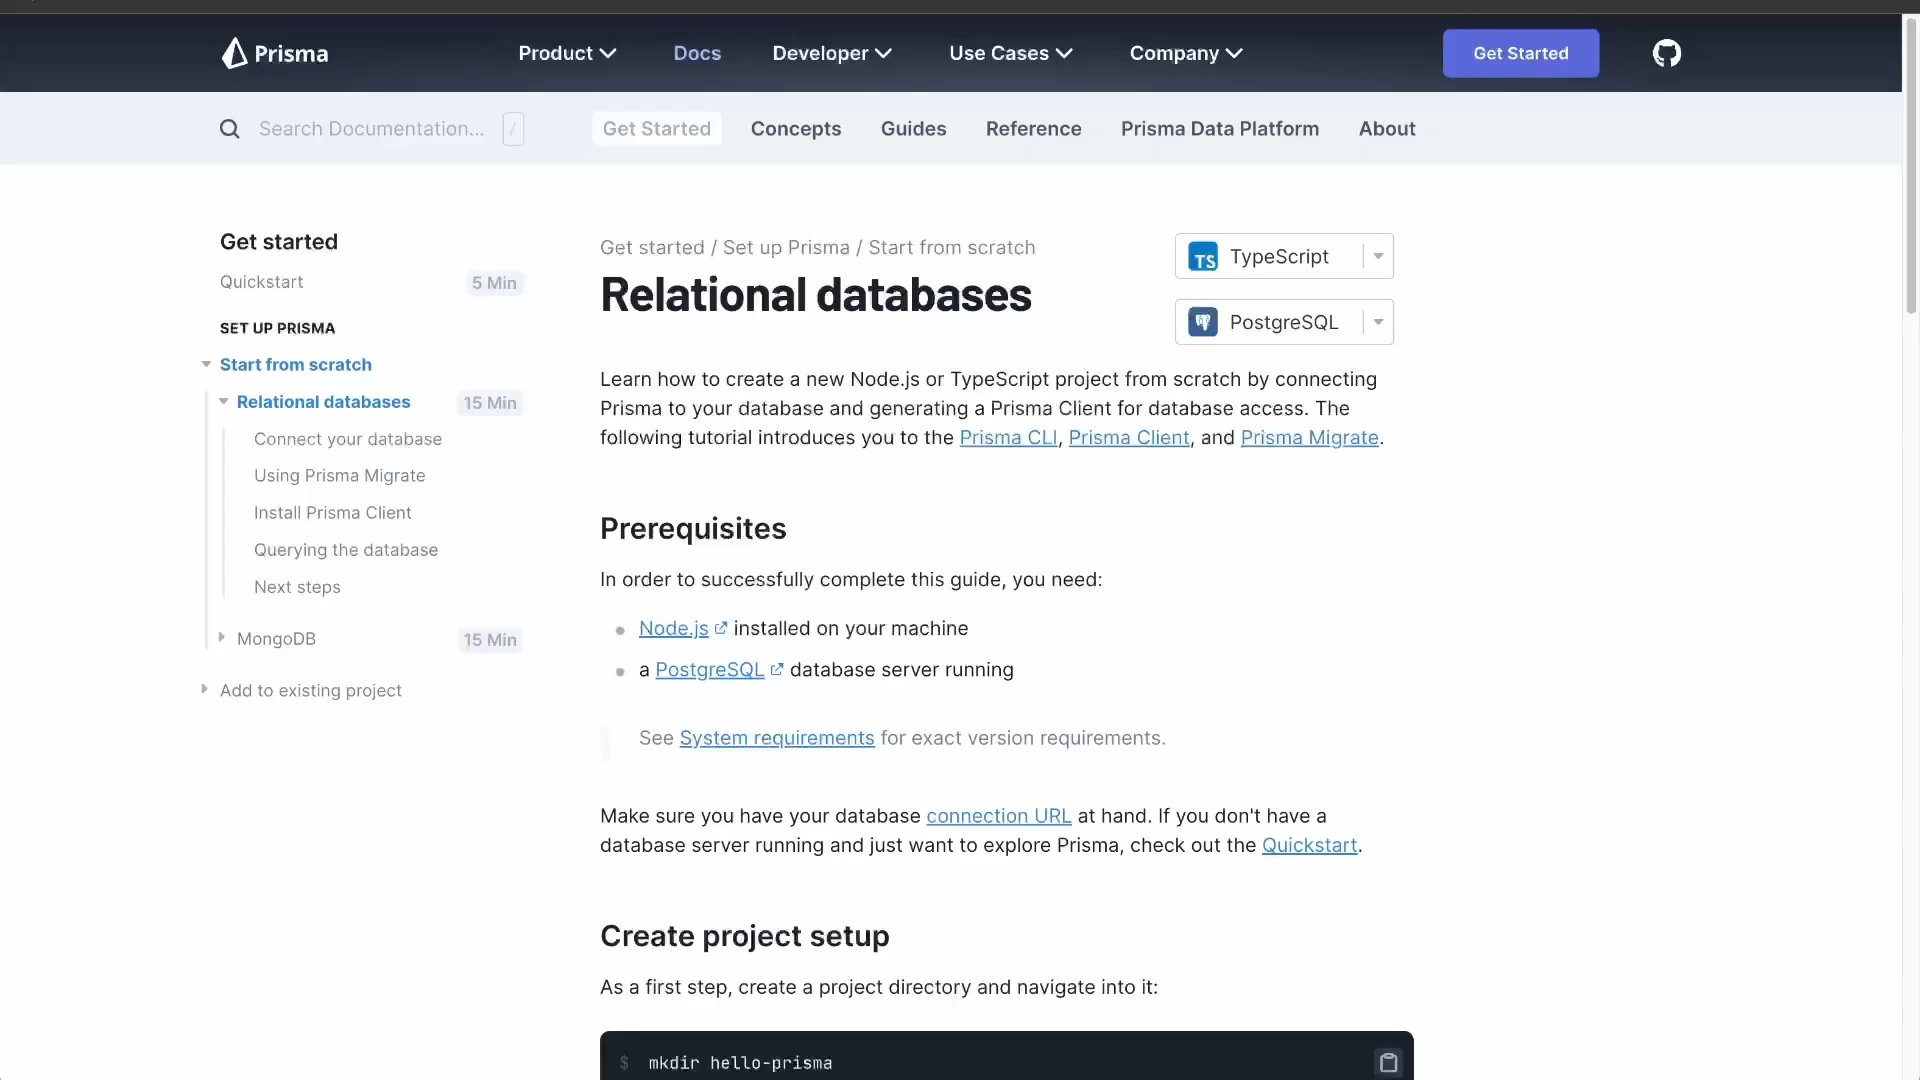 Prisma
Product
Docs
Developer
Use Cases
Company
Get Started
Search Documentation...
/
Get Started
Concepts
Guides
Reference
Prisma Data Platform
About
Get started
Quickstart
5 Min
SET UP PRISMA
Start from scratch
Relational databases
15 Min
Connect your database
Using Prisma Migrate
Install Prisma Client
Querying the database
Next steps
MongoDB
15 Min
Add to existing project
Get started / Set up Prisma / Start from scratch
Relational databases
TS TypeScript
PostgreSQL
Learn how to create a new Node.js or TypeScript project from scratch by connecting
Prisma to your database and generating a Prisma Client for database access. The
following tutorial introduces you to the Prisma CLI, Prisma Client, and Prisma Migrate.
Prerequisites
In order to successfully complete this guide, you need:
Node.js installed on your machine
a PostgreSQL database server running
See System requirements for exact version requirements.
Make sure you have your database connection URL at hand. If you don't have a
database server running and just want to explore Prisma, check out the Quickstart.
Create project setup
As a first step, create a project directory and navigate into it:
$ mkdir hello-prisma